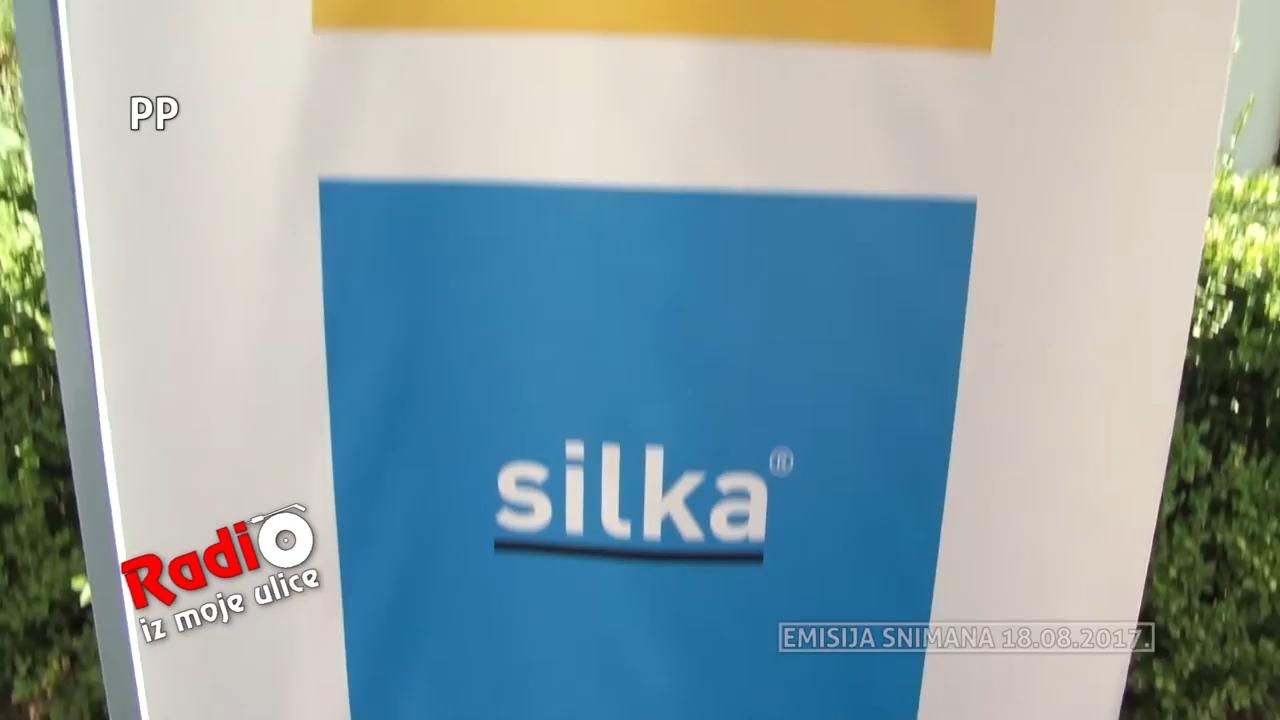 PP
silka®
Radio
iz moje ulice
EMISIJA SNIMANA 18.08.2017.